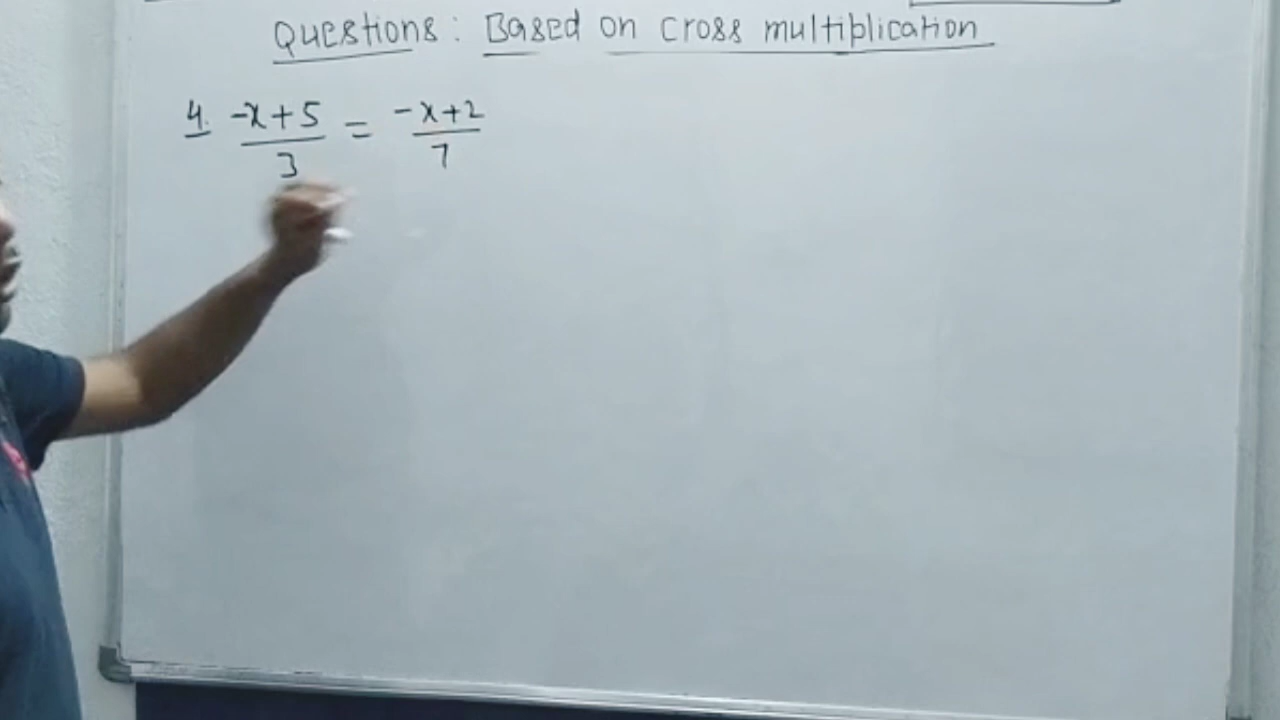 Questions : Based on cross multiplication
4. -x+5/3 = -x+2/7